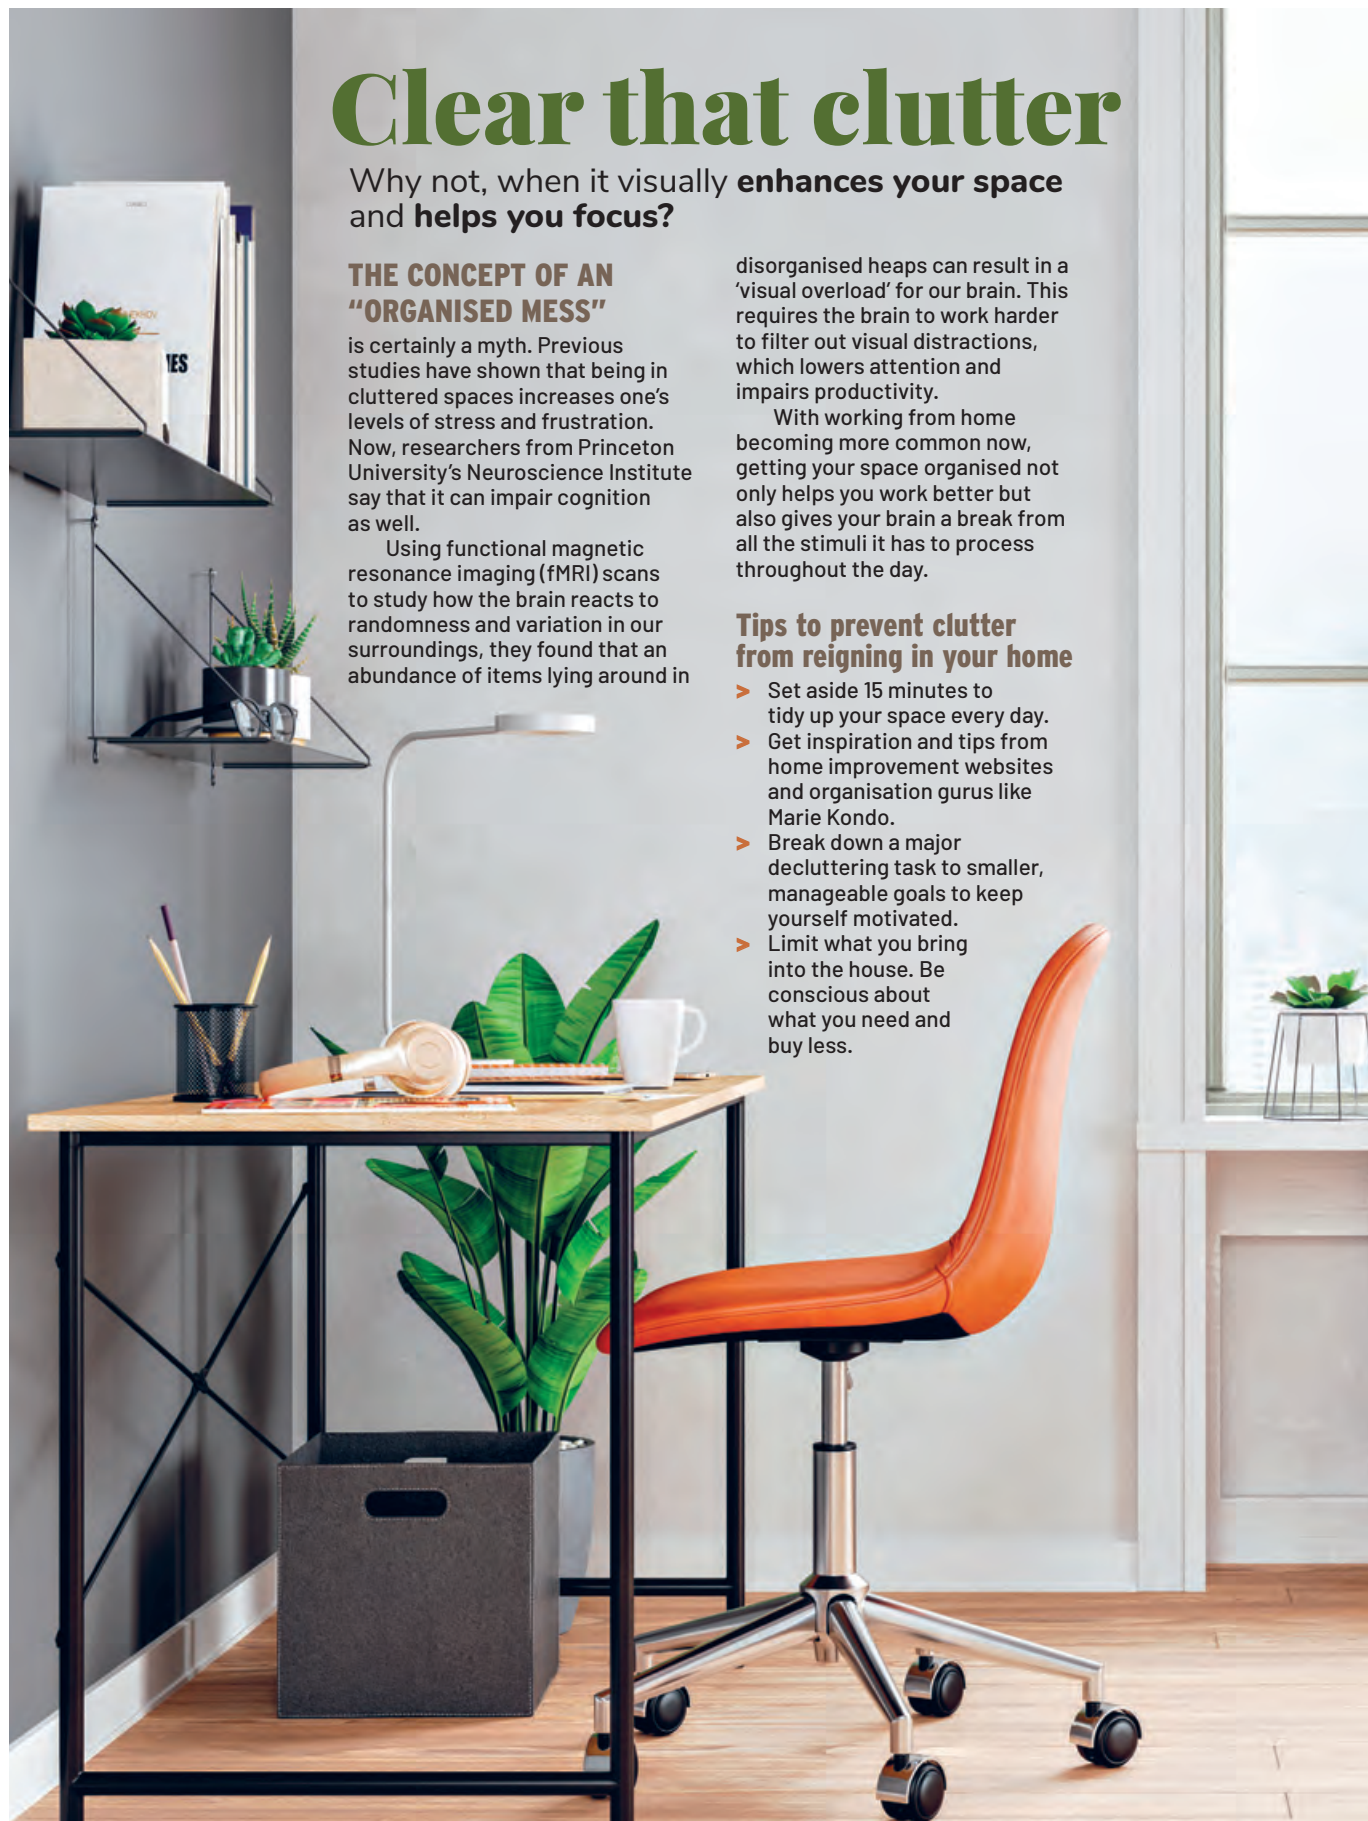 Clear that clutter
Why not, when it visually enhances your space
and helps you focus?
THE CONCEPT OF AN
“ORGANISED MESS”
is certainly a myth. Previous
studies have shown that being in
cluttered spaces increases one’s
levels of stress and frustration.
Now, researchers from Princeton
University’s Neuroscience Institute
say that it can impair cognition
as well.
Using functional magnetic
resonance imaging (fMRI) scans
to study how the brain reacts to
randomness and variation in our
surroundings, they found that an
abundance of items lying around in
disorganised heaps can result in a
‘visual overload’ for our brain. This
requires the brain to work harder
to filter out visual distractions,
which lowers attention and
impairs productivity.
With working from home
becoming more common now,
getting your space organised not
only helps you work better but
also gives your brain a break from
all the stimuli it has to process
throughout the day.
Tips to prevent clutter
from reigning in your home
> Set aside 15 minutes to
tidy up your space every day.
> Get inspiration and tips from
home improvement websites
and organisation gurus like
Marie Kondo.
> Break down a major
decluttering task to smaller,
manageable goals to keep
yourself motivated.
> Limit what you bring
into the house. Be
conscious about
what you need and
buy less.